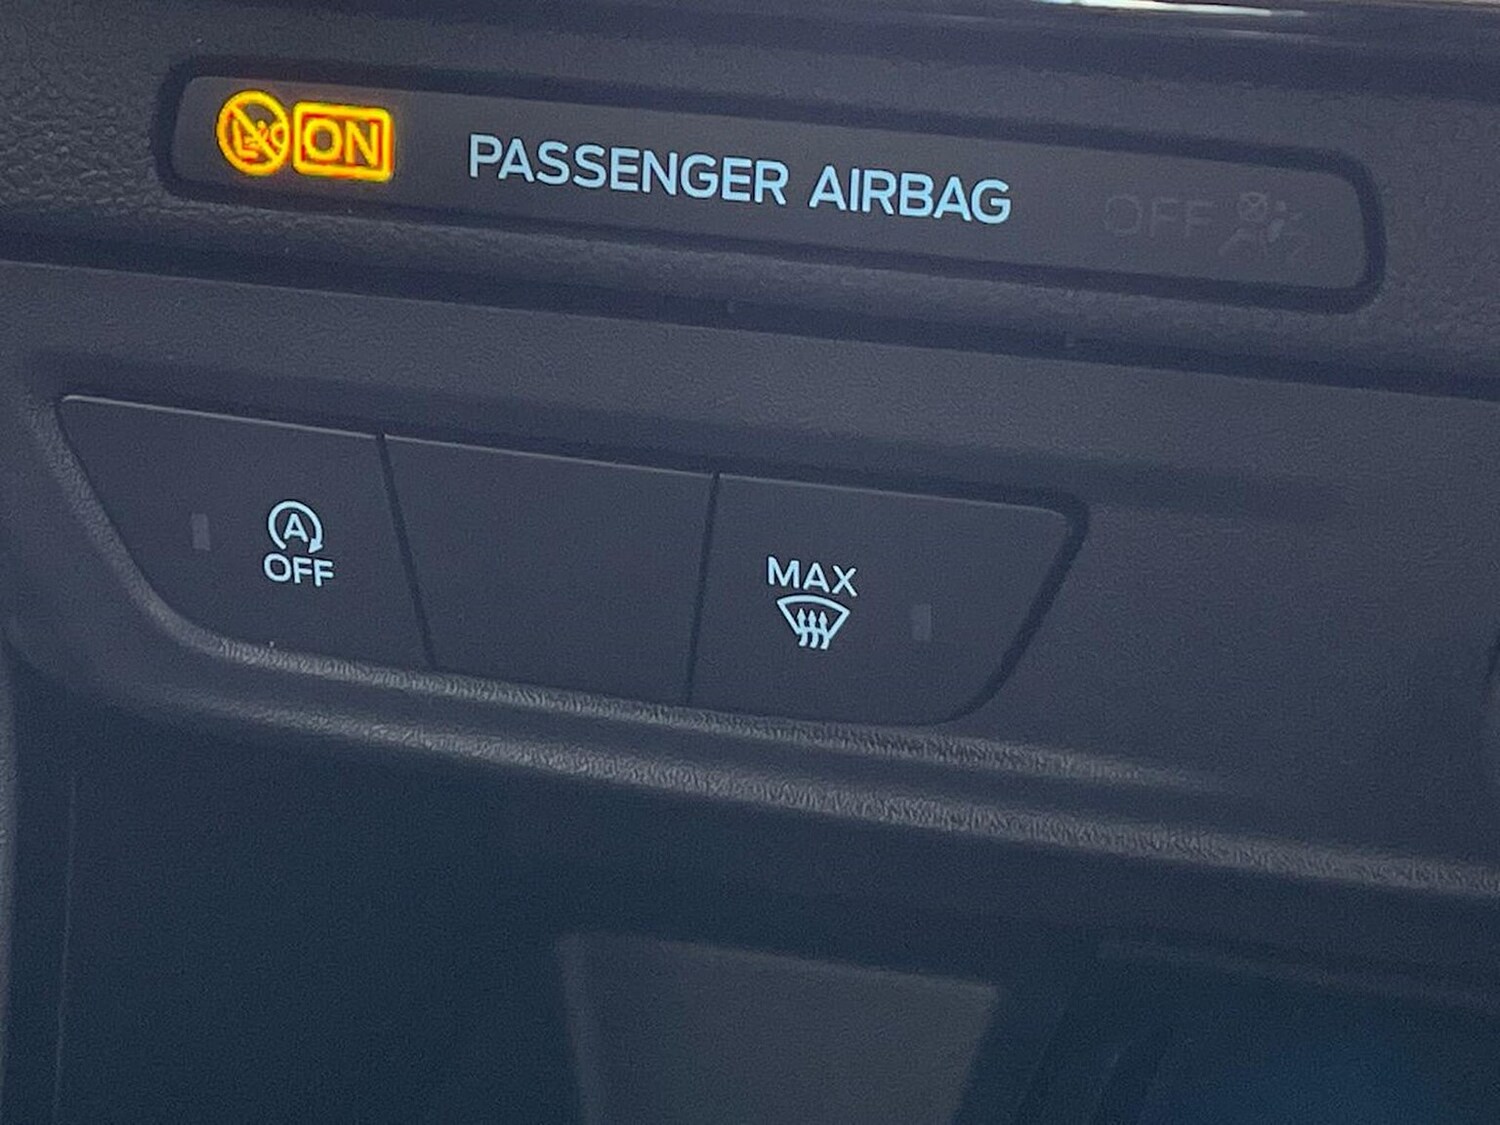 ON PASSENGER AIRBAG OFF
A
OFF
MAX